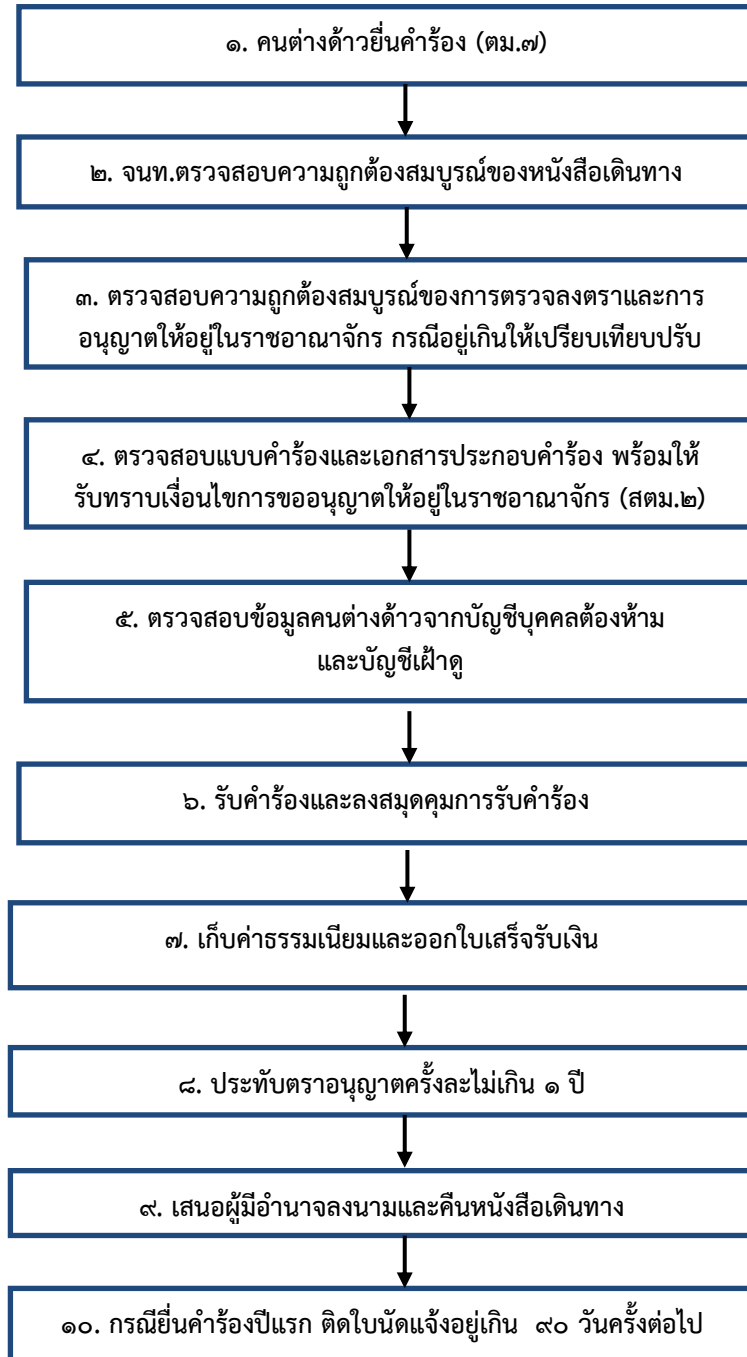 ๑. คนต่างด้าวยื่นคำร้อง (ตม.๗)
๒. จนท.ตรวจสอบความถูกต้องสมบูรณ์ของหนังสือเดินทาง
๓. ตรวจสอบความถูกต้องสมบูรณ์ของการตรวจลงตราและการ
อนุญาตให้อยู่ในราชอาณาจักร กรณีอยู่เกินให้เปรียบเทียบปรับ
๔. ตรวจสอบแบบคำร้องและเอกสารประกอบคำร้อง พร้อมให้
รับทราบเงื่อนไขการขออนุญาตให้อยู่ในราชอาณาจักร (สตม.๒)
๕. ตรวจสอบข้อมูลคนต่างด้าวจากบัญชีบุคคลต้องห้าม
และบัญชีเฝ้าดู
๖. รับคำร้องและลงสมุดคุมการรับคำร้อง
๗. เก็บค่าธรรมเนียมและออกใบเสร็จรับเงิน
๘. ประทับตราอนุญาตครั้งละไม่เกิน ๑ ปี
๙. เสนอผู้มีอำนาจลงนามและคืนหนังสือเดินทาง
๑๐. กรณียื่นคำร้องปีแรก ติดใบนัดแจ้งอยู่เกิน ๙๐ วันครั้งต่อไป